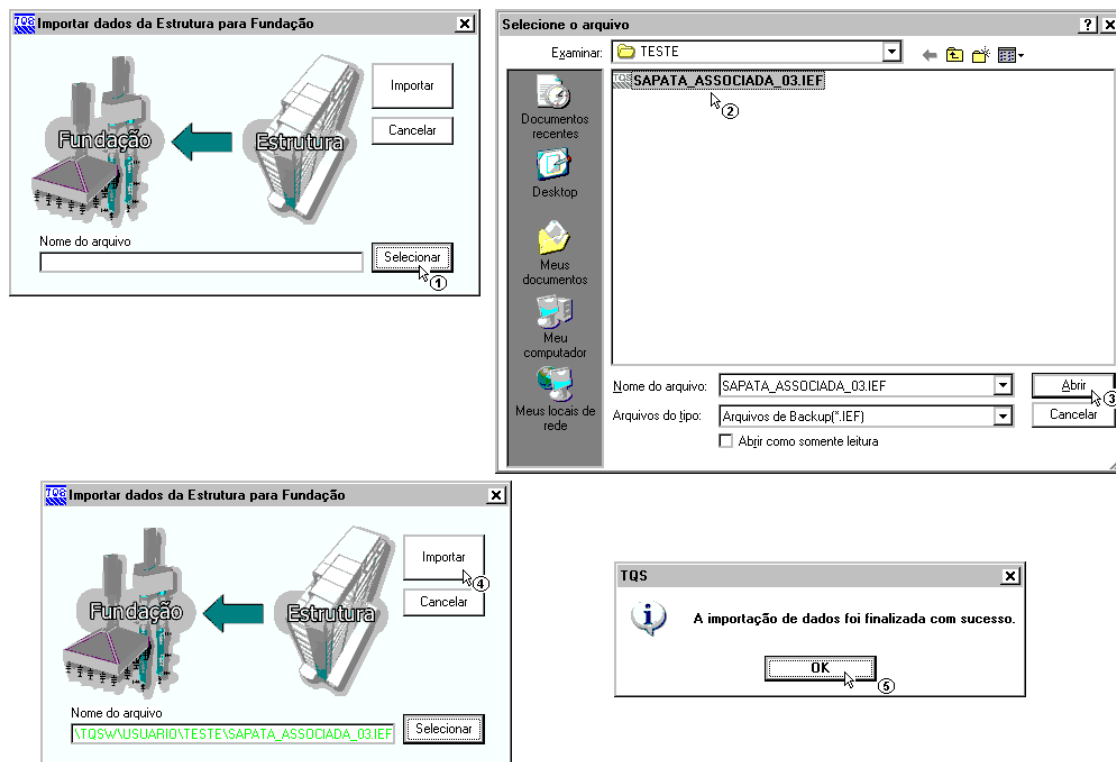 TQS Importar dados da Estrutura para Fundação
Importar
Cancelar
Fundação
Estrutura
Nome do arquivo
Selecionar
1
Selecione o arquivo
Examinar:
TESTE
SAPATA_ASSOCIADA_03.IEF
2
Documentos
recentes
Desktop
Meus
documentos
Meu
computador
Meus locais de
rede
Nome do arquivo:
SAPATA_ASSOCIADA_03.IEF
Abrir
3
Arquivos do tipo:
Arquivos de Backup(*.IEF)
Cancelar
Abrir como somente leitura
TQS Importar dados da Estrutura para Fundação
Importar
4
Cancelar
Fundação
Estrutura
Nome do arquivo
\TQSW\USUARIO\TESTE\SAPATA_ASSOCIADA_03.IEF
Selecionar
TQS
A importação de dados foi finalizada com sucesso.
OK
5